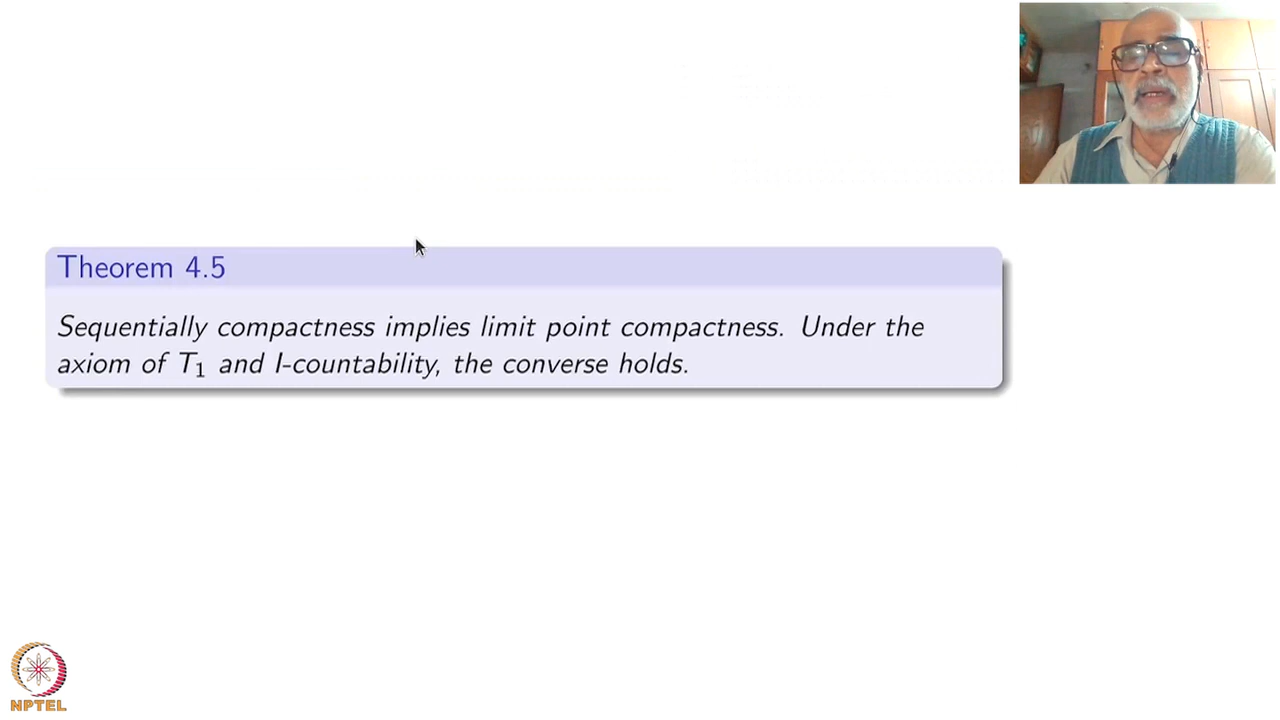 Theorem 4.5
Sequentially compactness implies limit point compactness. Under the
axiom of T₁ and I-countability, the converse holds.
NPTEL